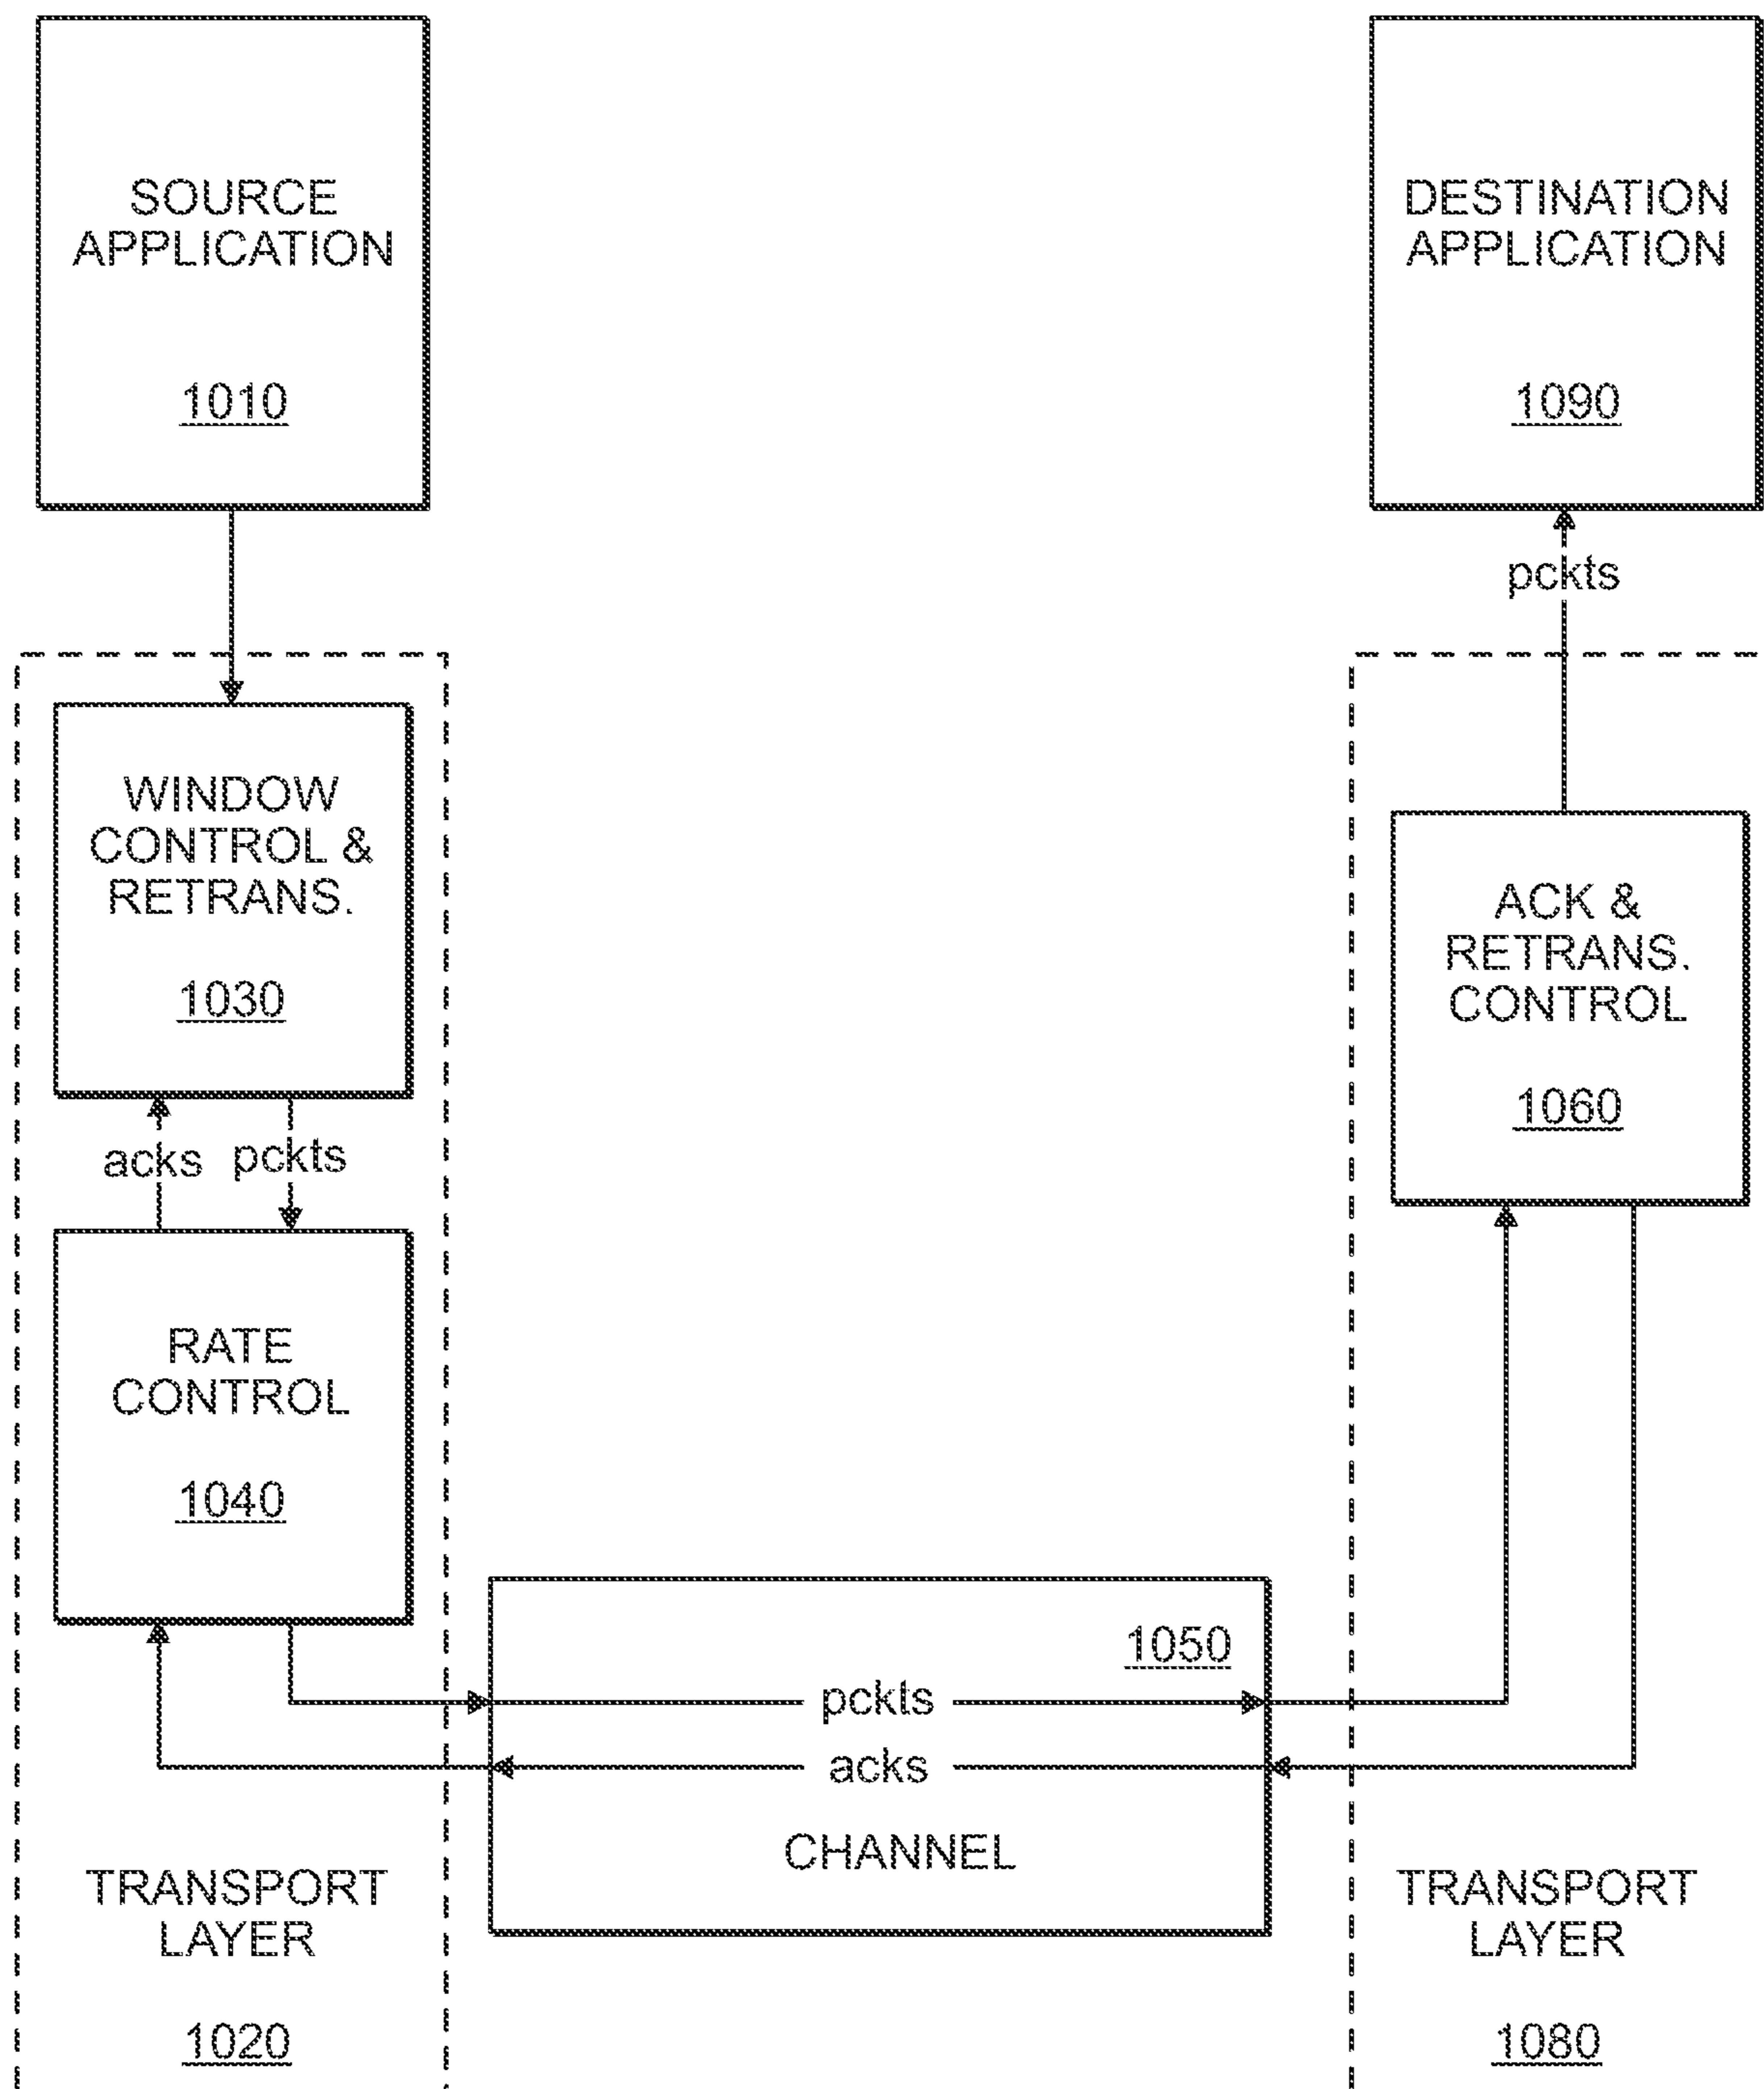 SOURCE
APPLICATION
1010
DESTINATION
APPLICATION
1090
pckts
WINDOW
CONTROL &
RETRANS.
1030
ACK &
RETRANS.
CONTROL
1060
acks
pckts
RATE
CONTROL
1040
1050
pckts
acks
CHANNEL
TRANSPORT
LAYER
1020
TRANSPORT
LAYER
1080